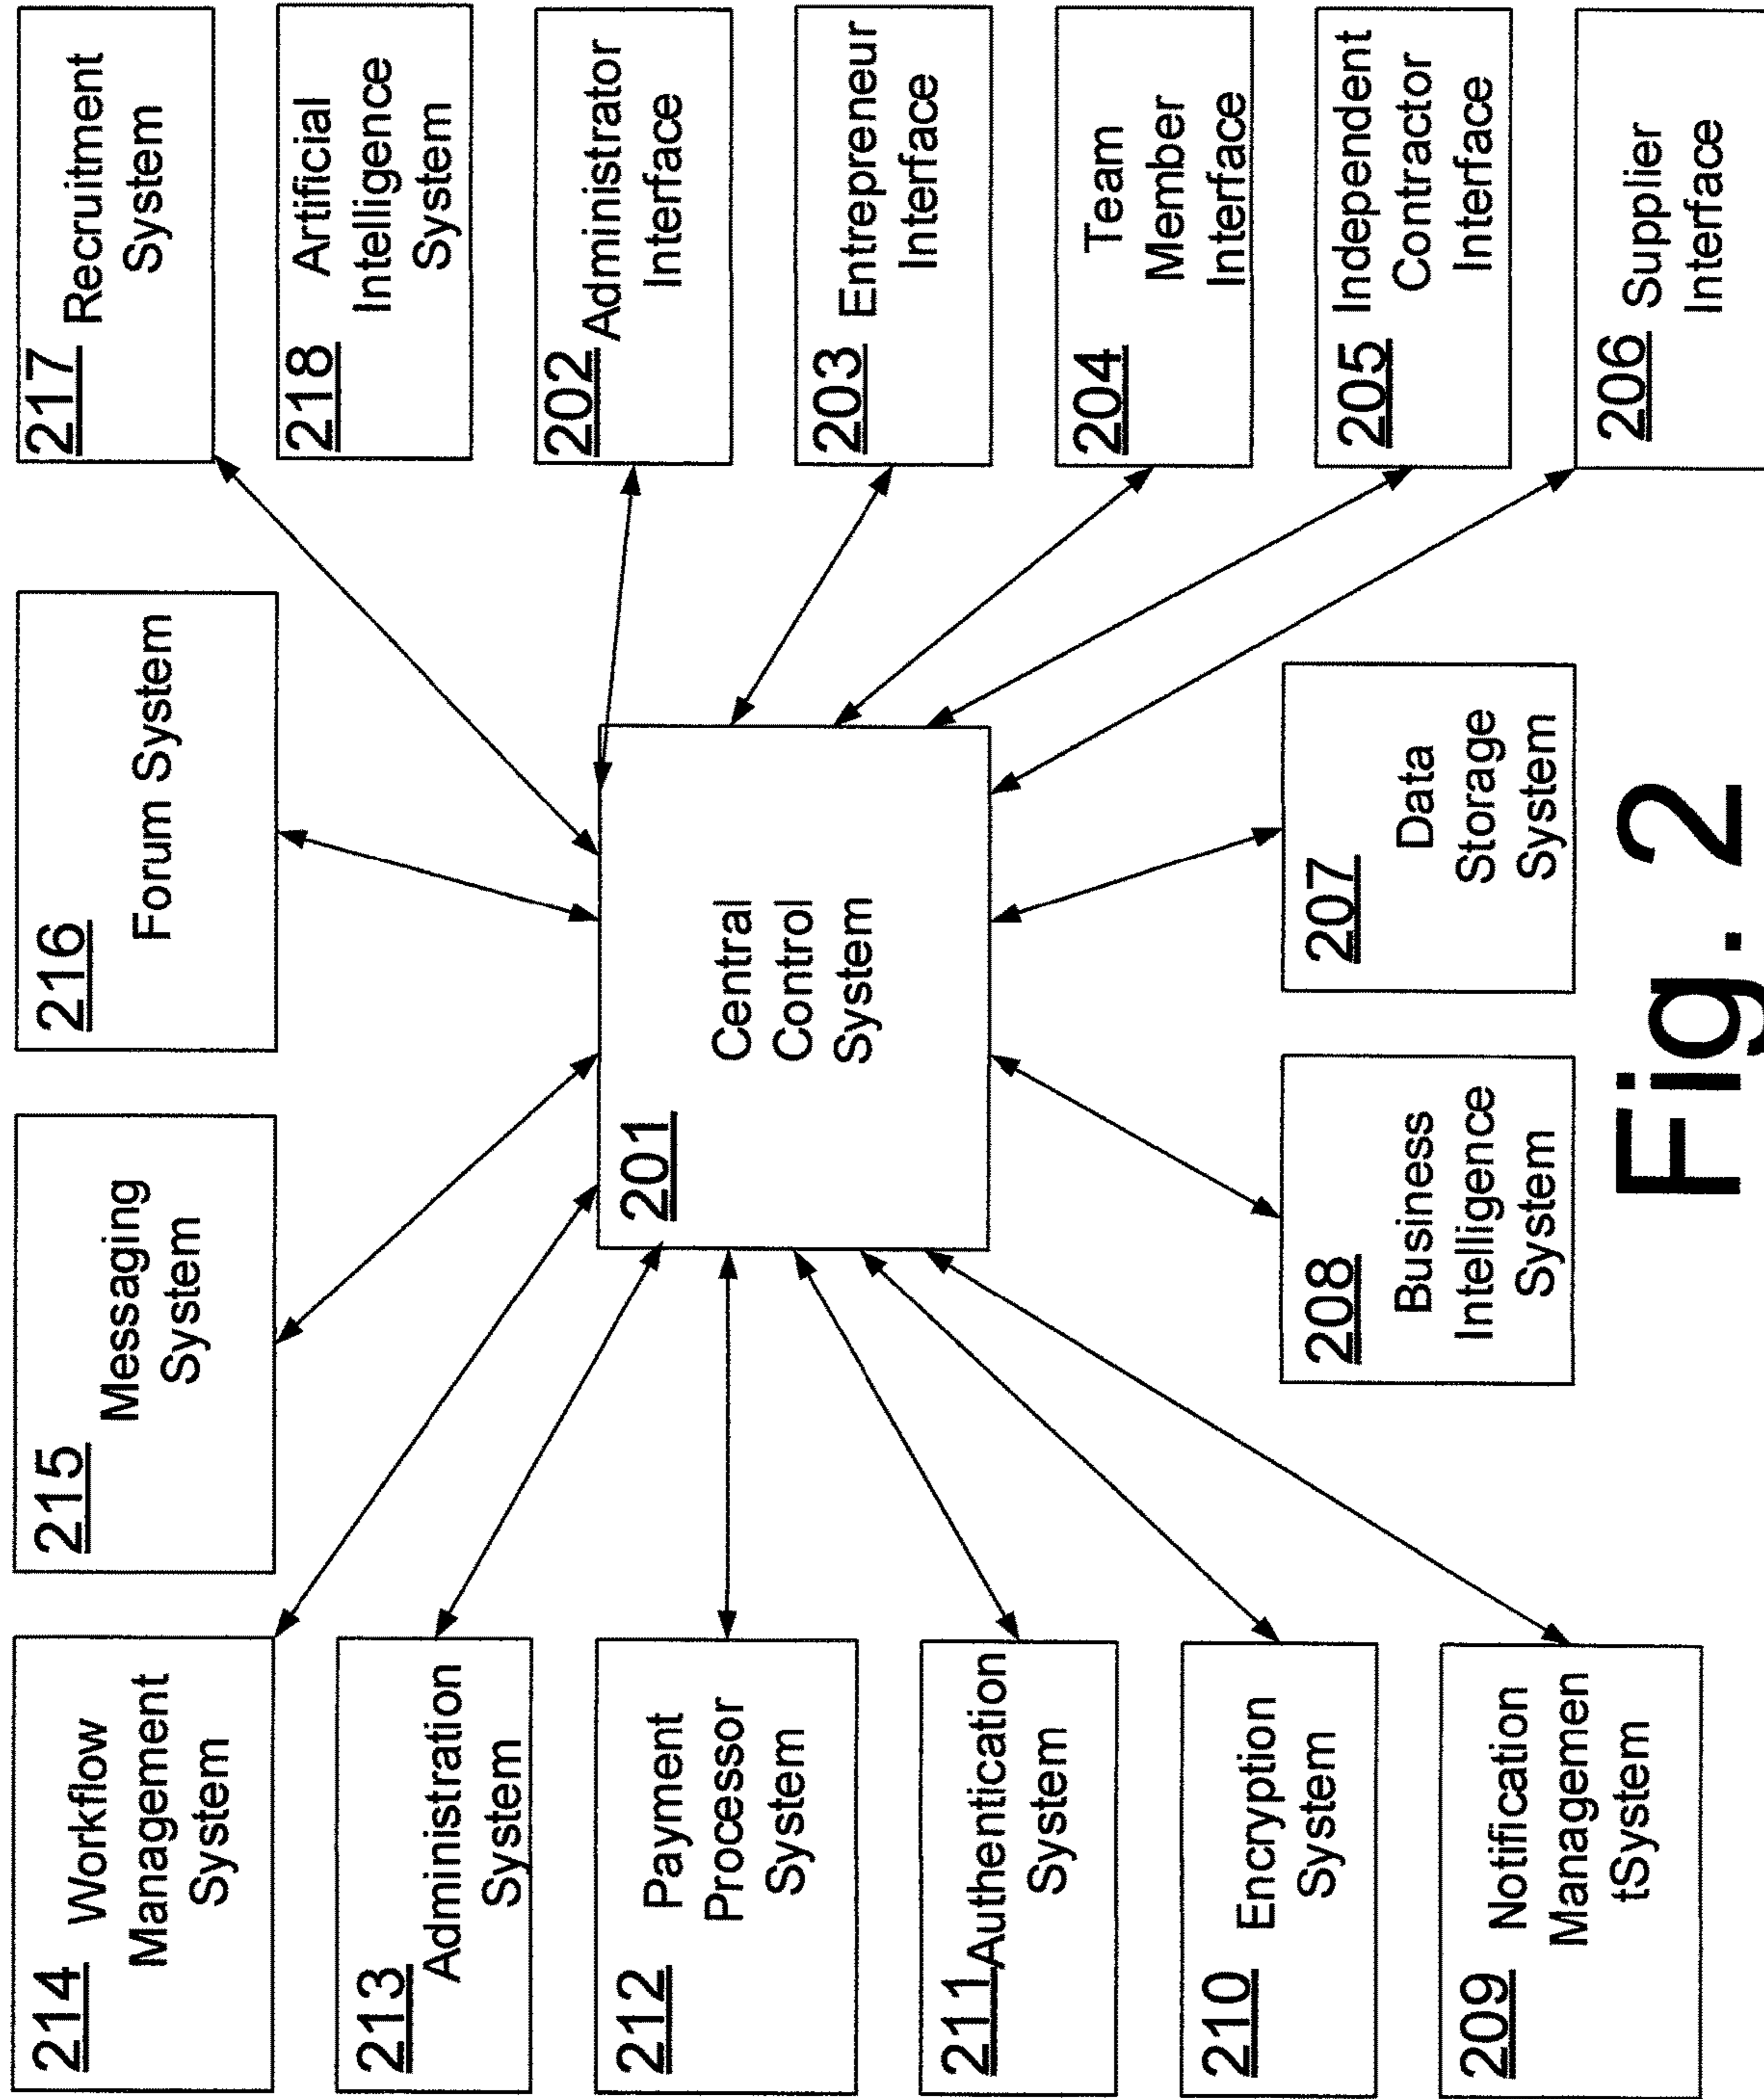 214 Workflow
Management
System
215
Messaging
System
216
Forum System
217 Recruitment
System
213
Administration
System
218 Artificial
Intelligence
System
212 Payment
Processor
System
201
Central
Control
System
202
Administrator
Interface
203 Entrepreneur
Interface
211
Authentication
System
204 Team
Member
Interface
210 Encryption
System
208
Business
Intelligence
System
207
Data
Storage
System
205 Independent
Contractor
Interface
209 Notification
Managemen
tSystem
206 Supplier
Interface
Fig. 2